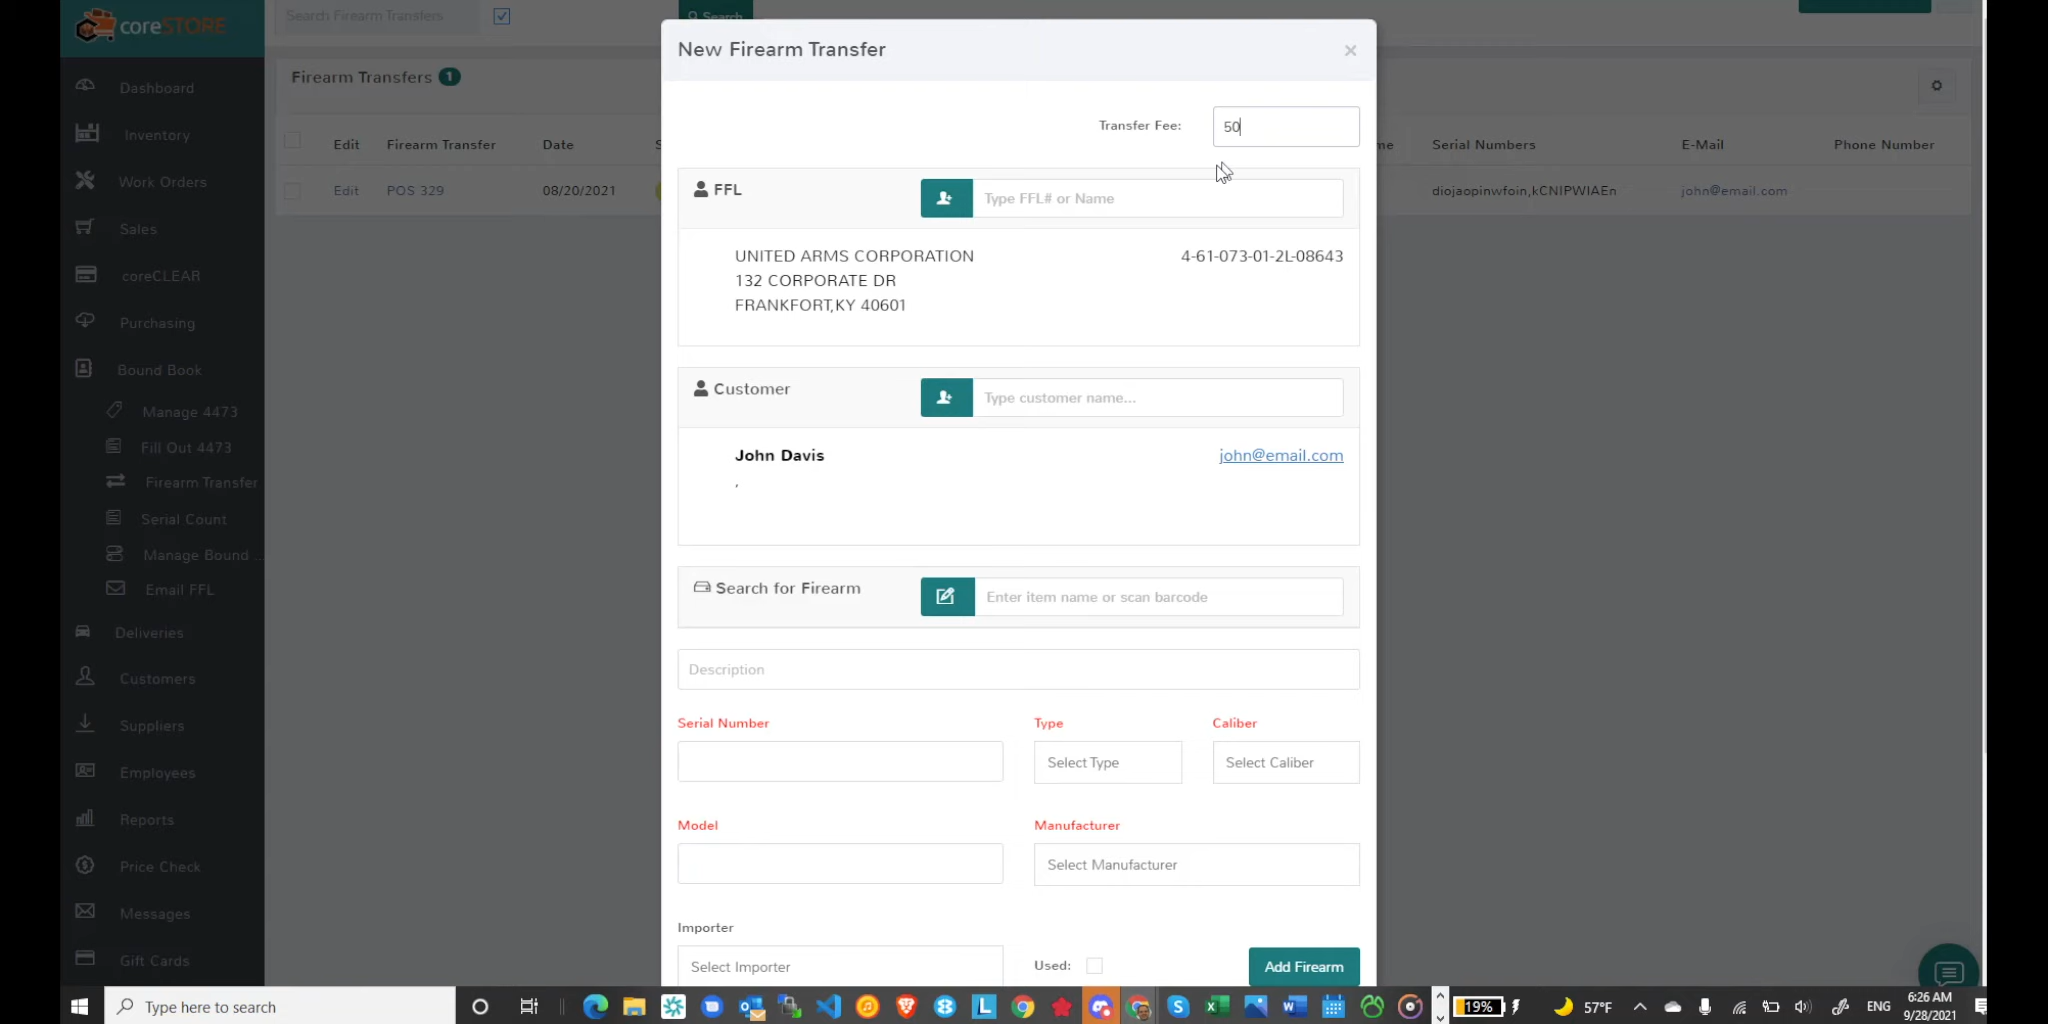 coreSTORE
Search Firearm Transfers
Search
New Firearm Transfer
×
Dashboard
Inventory
Work Orders
Sales
coreCLEAR
Purchasing
Bound Book
Manage 4473
Fill Out 4473
Firearm Transfer
Serial Count
Manage Bound ...
Email FFL
Deliveries
Customers
Suppliers
Employees
Reports
Price Check
Messages
Gift Cards
Firearm Transfers 1
Edit Firearm Transfer Date Serial Numbers E-Mail Phone Number
Edit POS 329 08/20/2021 diojaopinwfoin,kCNIPWIAEn john@email.com
Transfer Fee: 50
FFL Type FFL# or Name
UNITED ARMS CORPORATION 4-61-073-01-2L-08643
132 CORPORATE DR
FRANKFORT,KY 40601
Customer Type customer name...
John Davis john@email.com
,
Search for Firearm Enter item name or scan barcode
Description
Serial Number Type Caliber
Select Type Select Caliber
Model Manufacturer
Select Manufacturer
Importer
Select Importer Used: Add Firearm
Type here to search
19% 57°F ENG 6:26 AM
9/28/2021